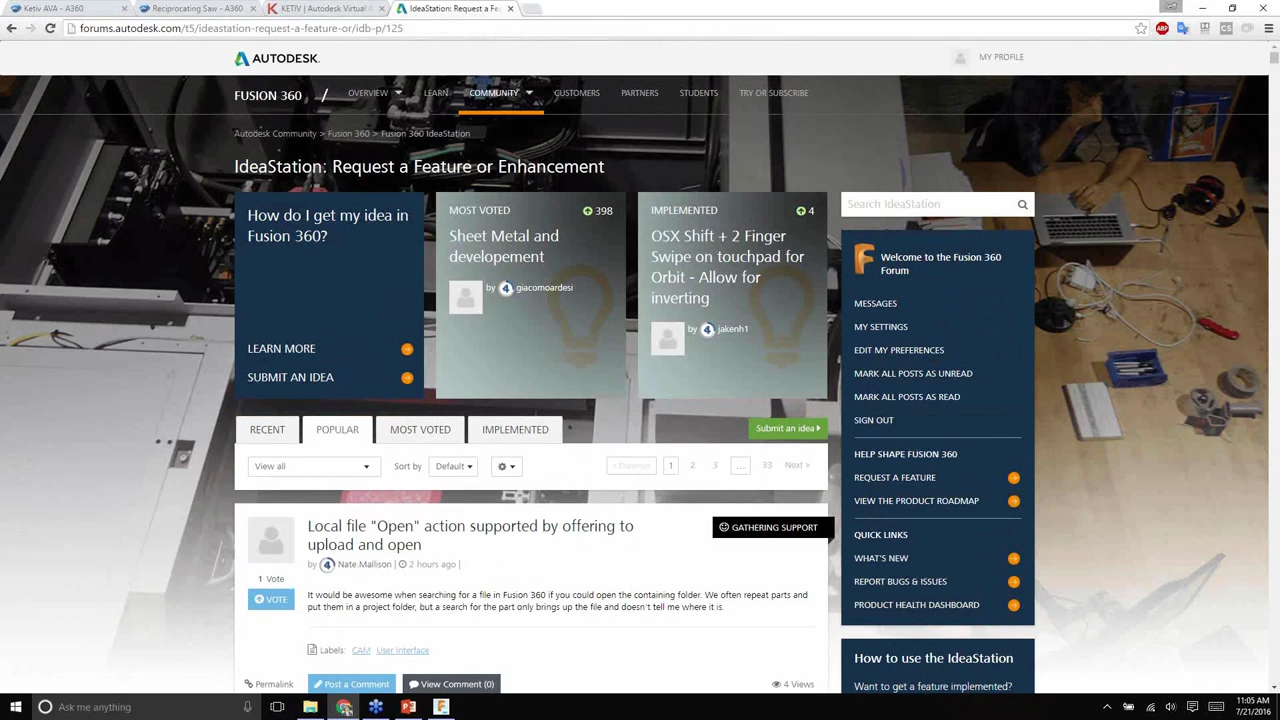 Ketiv AVA - A360
Reciprocating Saw - A360
KETIV | Autodesk Virtual A
IdeaStation: Request a Fe
forums.autodesk.com/t5/ideastation-request-a-feature-or/idb-p/125
AUTODESK.
MY PROFILE
FUSION 360 /
OVERVIEW LEARN COMMUNITY CUSTOMERS PARTNERS STUDENTS TRY OR SUBSCRIBE
Autodesk Community > Fusion 360 > Fusion 360 IdeaStation
IdeaStation: Request a Feature or Enhancement
How do I get my idea in
Fusion 360?
LEARN MORE
SUBMIT AN IDEA
MOST VOTED 398
Sheet Metal and
developement
by 4 giacomoardesi
IMPLEMENTED 4
OSX Shift + 2 Finger
Swipe on touchpad for
Orbit - Allow for
inverting
by 4 jakenh1
Search IdeaStation
Welcome to the Fusion 360
Forum
MESSAGES
MY SETTINGS
EDIT MY PREFERENCES
MARK ALL POSTS AS UNREAD
MARK ALL POSTS AS READ
SIGN OUT
HELP SHAPE FUSION 360
REQUEST A FEATURE
VIEW THE PRODUCT ROADMAP
QUICK LINKS
WHAT'S NEW
REPORT BUGS & ISSUES
PRODUCT HEALTH DASHBOARD
How to use the IdeaStation
Want to get a feature implemented?
RECENT POPULAR MOST VOTED IMPLEMENTED
Submit an idea
View all Sort by Default
« Previous 1 2 3 … 33 Next »
Local file "Open" action supported by offering to
upload and open
GATHERING SUPPORT
by 4 Nate.Mallison | 2 hours ago |
1 Vote
VOTE
It would be awesome when searching for a file in Fusion 360 if you could open the containing folder. We often repeat parts and
put them in a project folder, but a search for the part only brings up the file and doesn't tell me where it is.
Labels: CAM User Interface
Permalink Post a Comment View Comment (0) 4 Views
Ask me anything
11:05 AM
7/21/2016